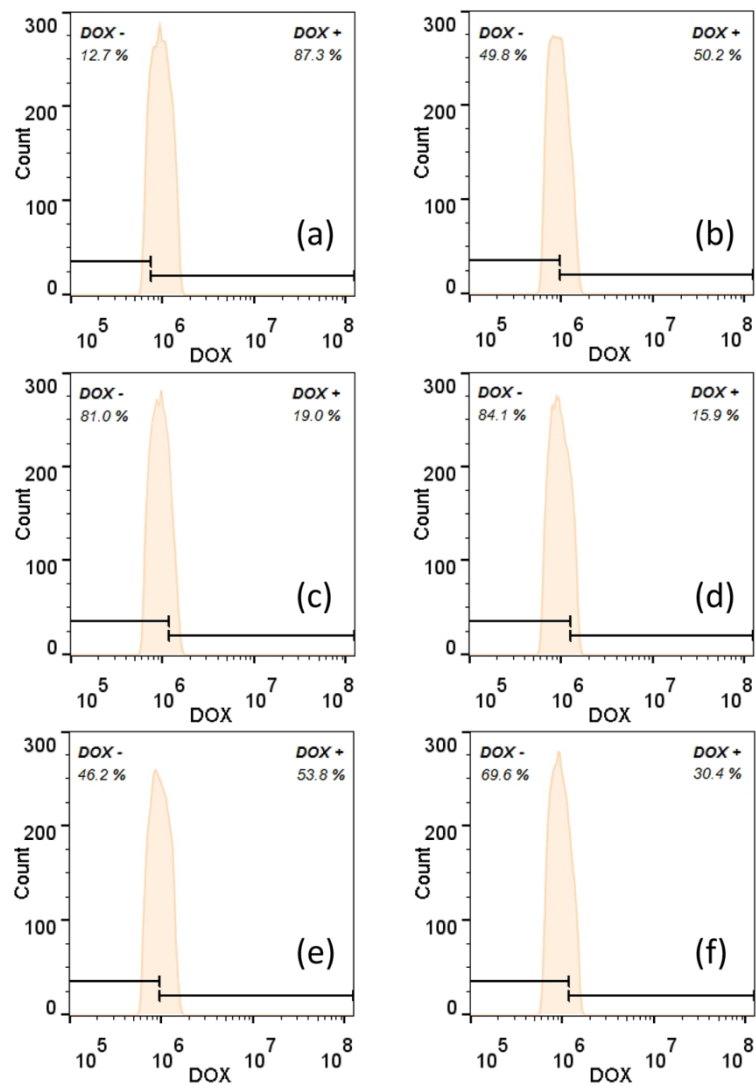 300
DOX - DOX +
12.7 % 87.3 %
200
Count
100
(a)
0
10^5 10^6 10^7 10^8
DOX
300
DOX - DOX +
49.8 % 50.2 %
200
Count
100
(b)
0
10^5 10^6 10^7 10^8
DOX
300
DOX - DOX +
81.0 % 19.0 %
200
Count
100
(c)
0
10^5 10^6 10^7 10^8
DOX
300
DOX - DOX +
84.1 % 15.9 %
200
Count
100
(d)
0
10^5 10^6 10^7 10^8
DOX
300
DOX - DOX +
46.2 % 53.8 %
200
Count
100
(e)
0
10^5 10^6 10^7 10^8
DOX
300
DOX - DOX +
69.6 % 30.4 %
200
Count
100
(f)
0
10^5 10^6 10^7 10^8
DOX